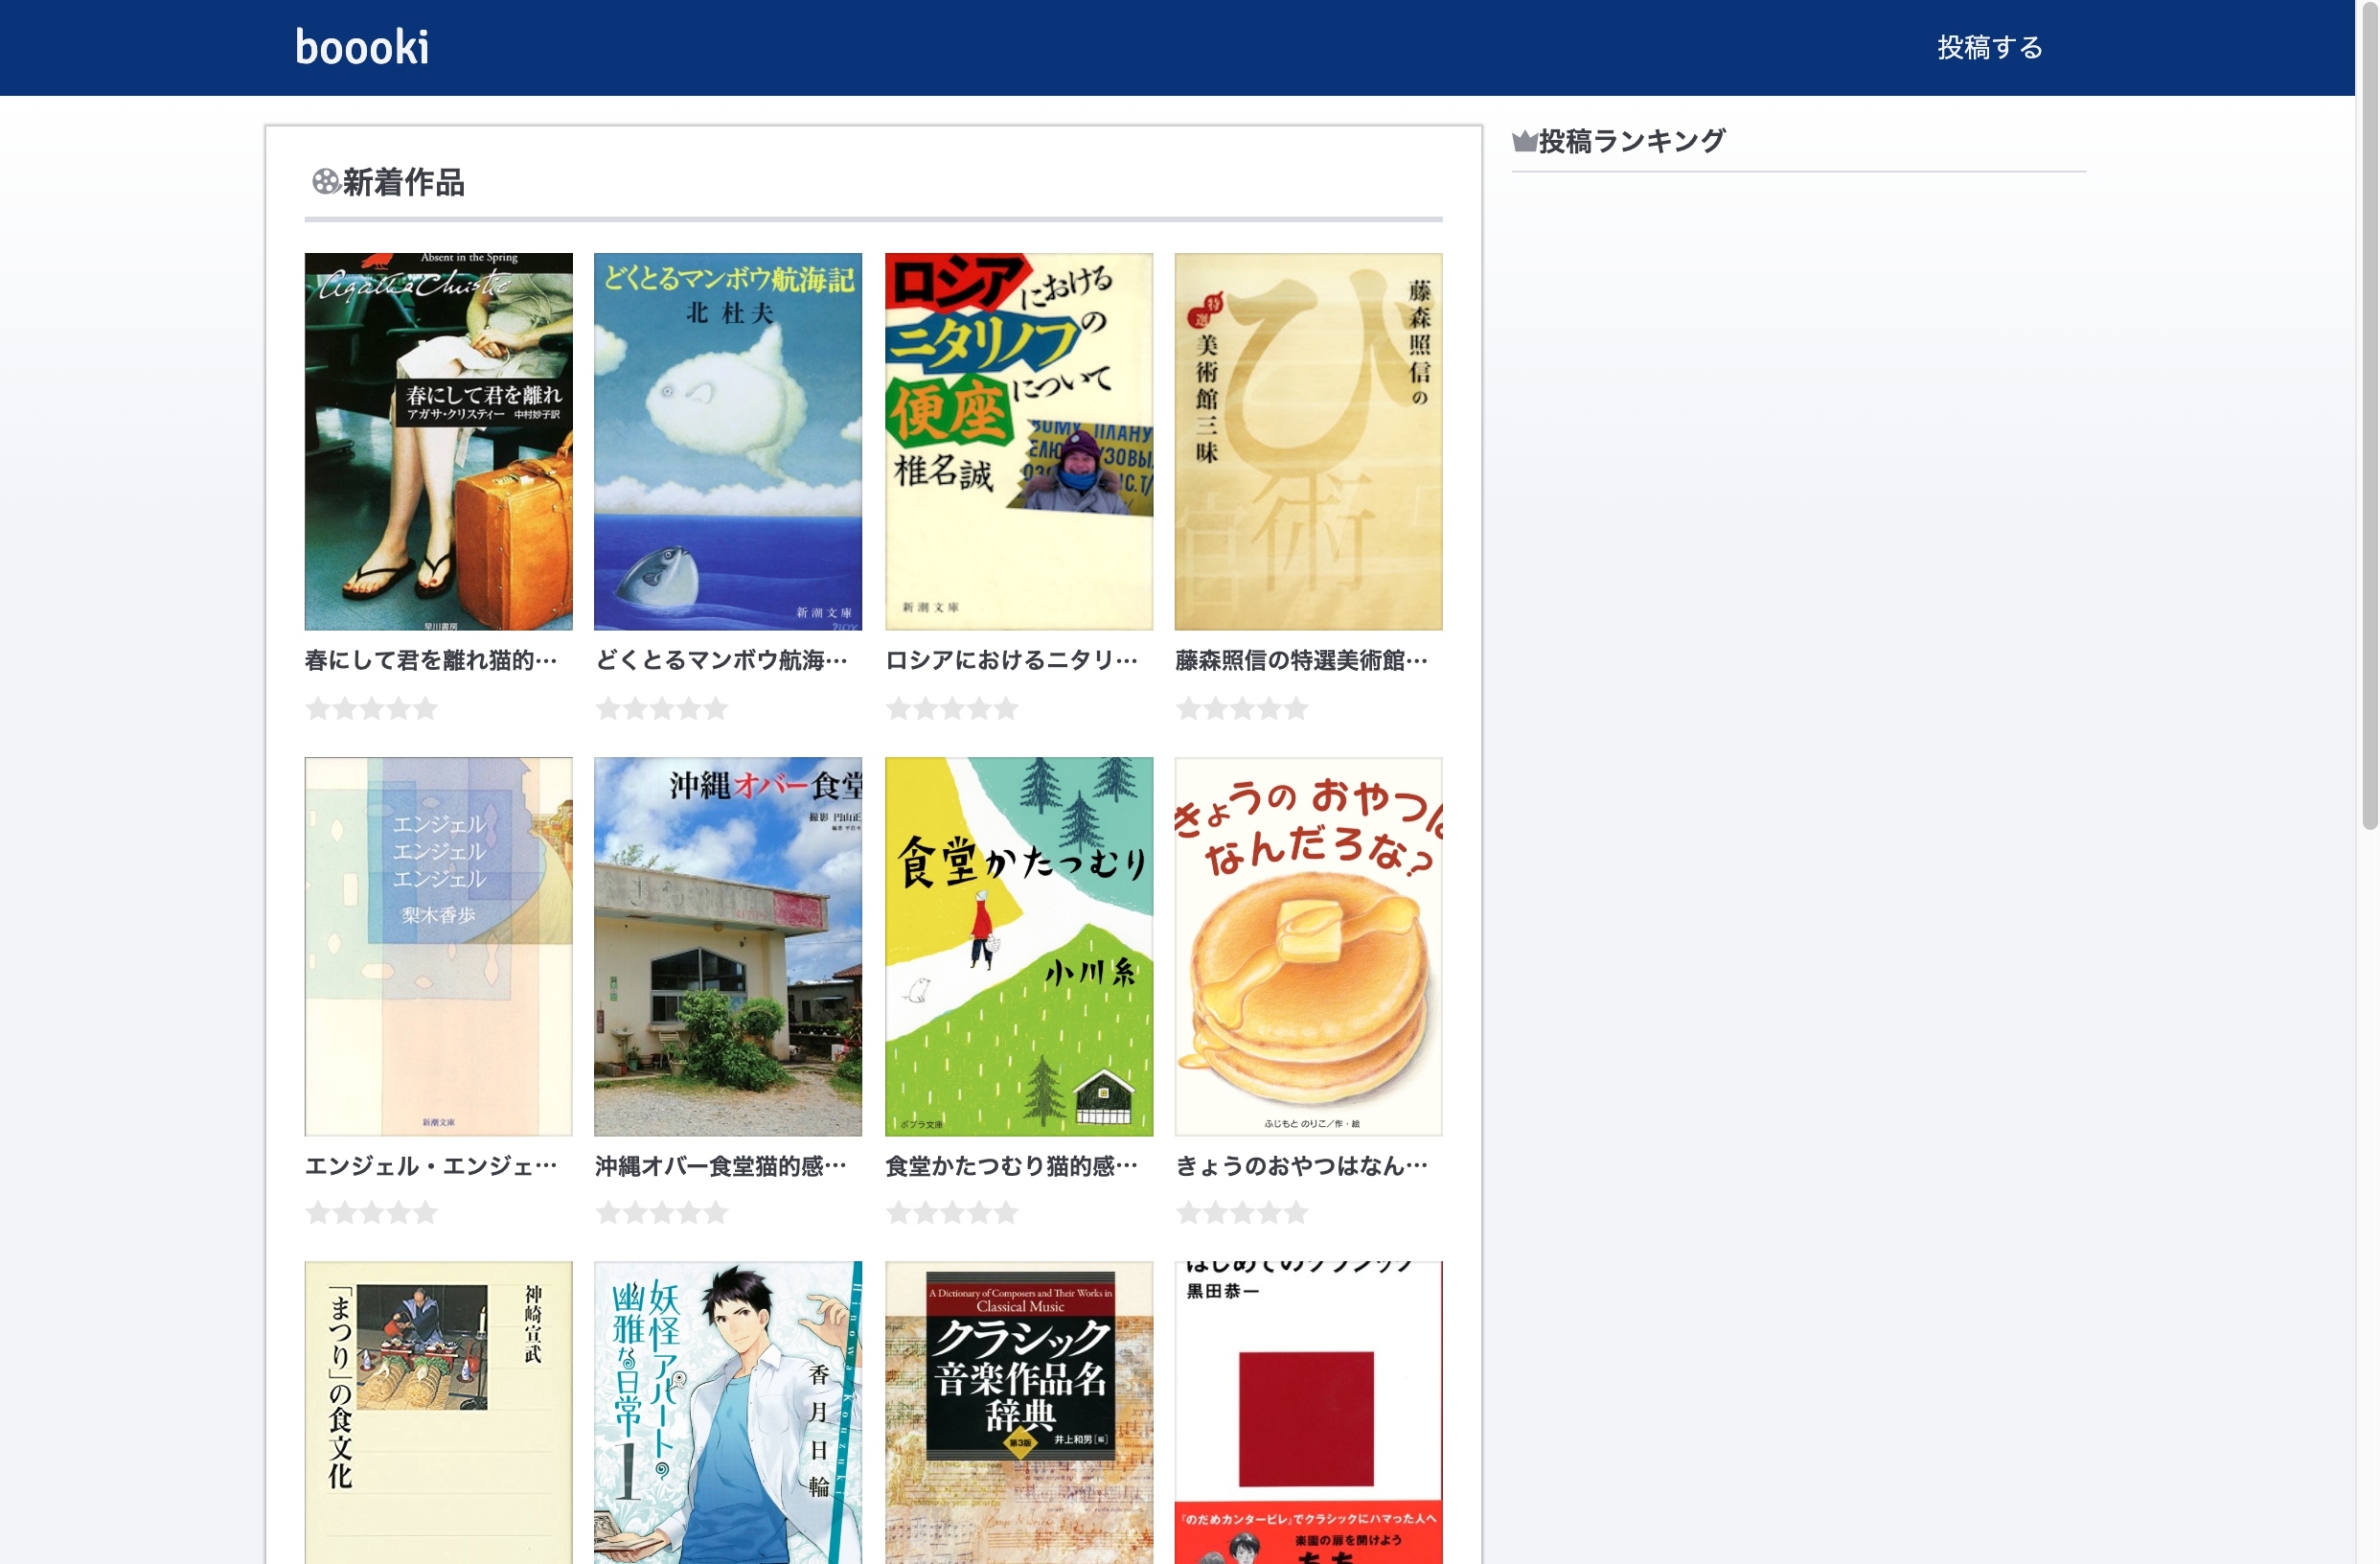 boooki
投稿する
新着作品
投稿ランキング
Absent in the Spring
Agatha Christie
春にして君を離れ
アガサ・クリスティー 中村妙子訳
早川書房
どくとるマンボウ航海記
北 杜夫
新潮文庫
ロシアにおける
ニタリノフの
便座について
椎名誠
新潮文庫
藤森照信の
特選
美術館三昧
び
術
春にして君を離れ猫的…
どくとるマンボウ航海…
ロシアにおけるニタリ…
藤森照信の特選美術館…
エンジェル
エンジェル
エンジェル
梨木香歩
新潮文庫
沖縄オバー食堂
食堂かたつむり
小川糸
ポプラ文庫
きょうの おやつは
なんだろな?
ふじもと のりこ/作・絵
エンジェル・エンジェ…
沖縄オバー食堂猫的感…
食堂かたつむり猫的感…
きょうのおやつはなん…
神崎宣武
「まつり」の食文化
妖怪アパートの
幽雅な日常
1
香月日輪
Hinowa Kouzuki
A Dictionary of Composers and Their Works in
Classical Music
クラシック
音楽作品名
辞典
第3版
井上和男[編]
はじめてのクラシック
黒田恭一
『のだめカンタービレ』でクラシックにハマった人へ
楽園の扉を開けよう